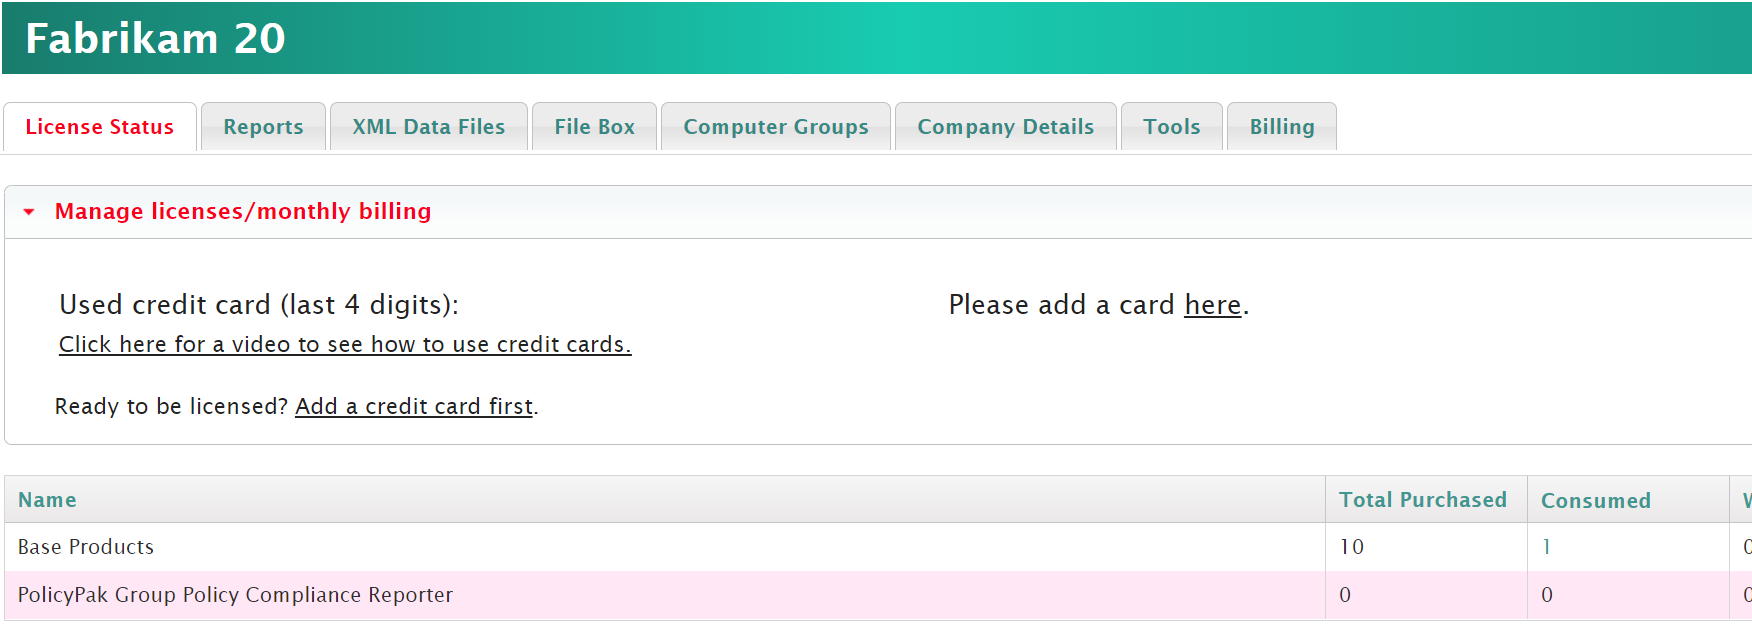 Fabrikam 20
License Status Reports XML Data Files File Box Computer Groups Company Details Tools Billing
Manage licenses/monthly billing
Used credit card (last 4 digits): Please add a card here.
Click here for a video to see how to use credit cards.
Ready to be licensed? Add a credit card first.
Name Total Purchased Consumed
Base Products 10 1 0
PolicyPak Group Policy Compliance Reporter 0 0 0